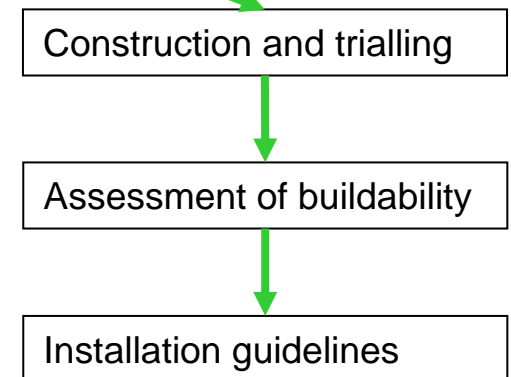 Construction and trialling
Assessment of buildability
Installation guidelines